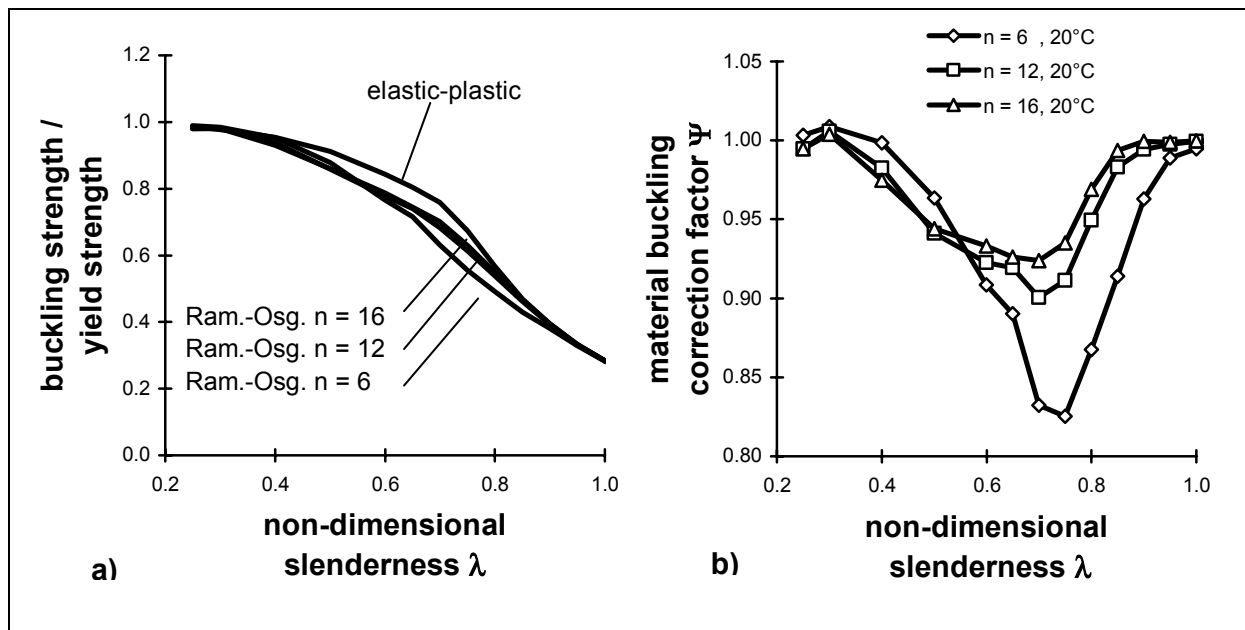 1.2
1.0
0.8
0.6
0.4
0.2
0.0
buckling strength /
yield strength
elastic-plastic
Ram.-Osg. n = 16
Ram.-Osg. n = 12
Ram.-Osg. n = 6
0.2 0.4 0.6 0.8 1.0
non-dimensional
slenderness λ
a)
n = 6 , 20°C
n = 12, 20°C
n = 16, 20°C
1.05
1.00
0.95
0.90
0.85
0.80
material buckling
correction factor Ψ
0.2 0.4 0.6 0.8 1.0
non-dimensional
slenderness λ
b)